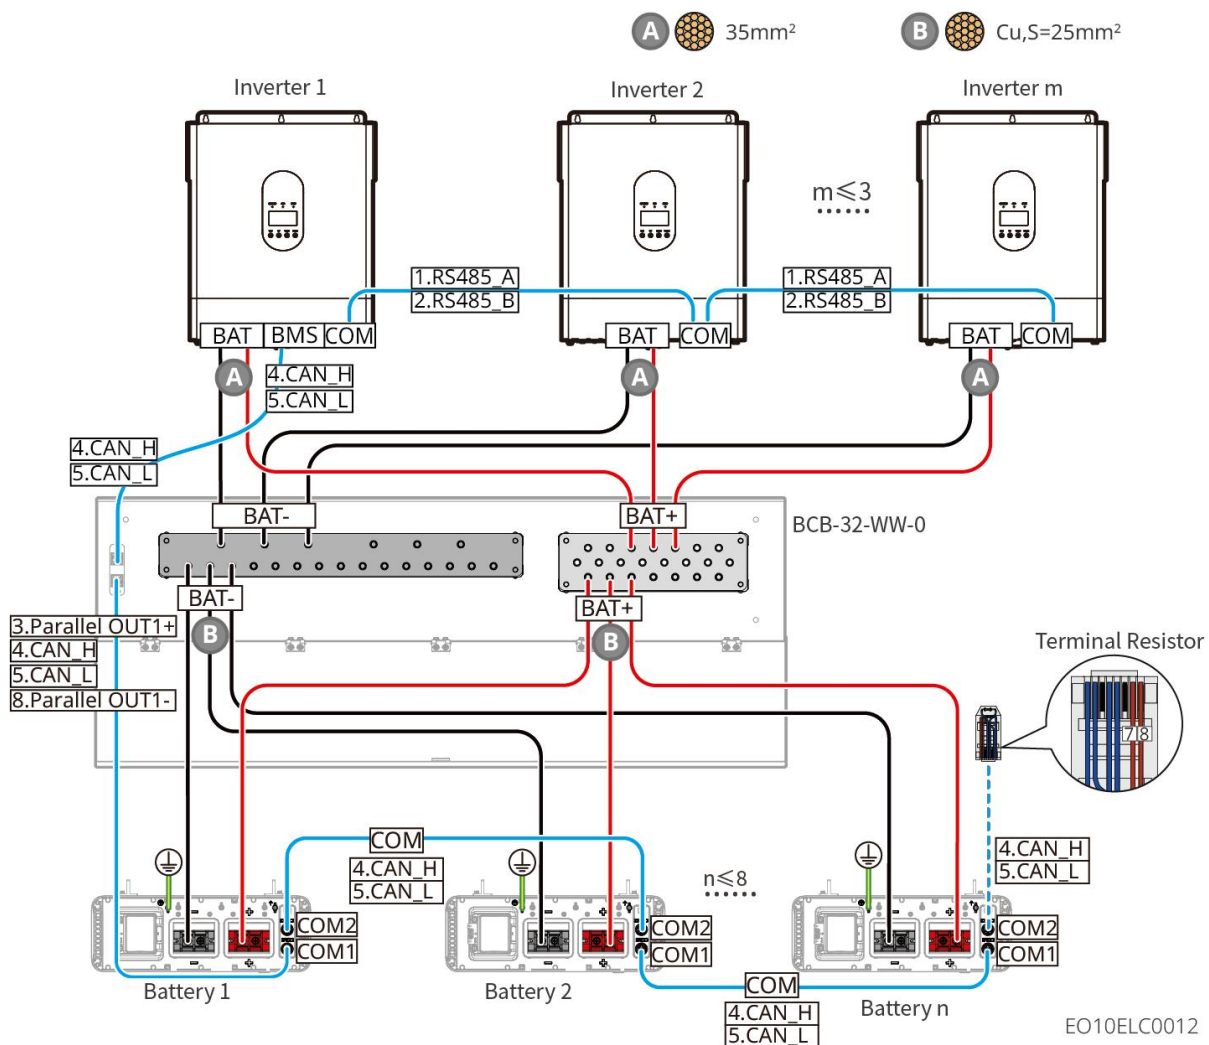 A 35mm²
B Cu,S=25mm²
Inverter 1
Inverter 2
Inverter m
m≤3
......
1.RS485_A
2.RS485_B
1.RS485_A
2.RS485_B
BAT
BMS
COM
BAT
COM
BAT
COM
A
A
A
4.CAN_H
5.CAN_L
4.CAN_H
5.CAN_L
BAT-
BAT+
BCB-32-WW-0
BAT-
BAT+
B
B
3.Parallel OUT1+
4.CAN_H
5.CAN_L
8.Parallel OUT1-
Terminal Resistor
7 8
COM
4.CAN_H
5.CAN_L
n≤8
......
4.CAN_H
5.CAN_L
- +
- +
COM2
COM1
- +
- +
COM2
COM1
- +
- +
COM2
COM1
Battery 1
Battery 2
Battery n
COM
4.CAN_H
5.CAN_L
EO10ELC0012